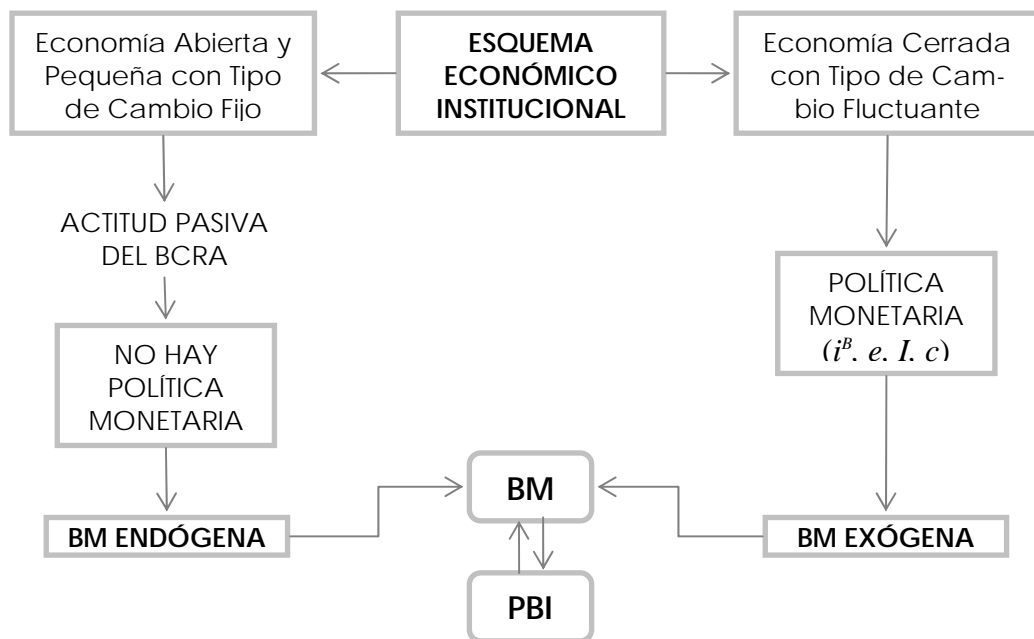 Economía Abierta y
Pequeña con Tipo
de Cambio Fijo
ESQUEMA
ECONÓMICO
INSTITUCIONAL
Economía Cerrada
con Tipo de Cam-
bio Fluctuante
ACTITUD PASIVA
DEL BCRA
NO HAY
POLÍTICA
MONETARIA
POLÍTICA
MONETARIA
(i^B, e, I, c)
BM ENDÓGENA
BM
BM EXÓGENA
PBI